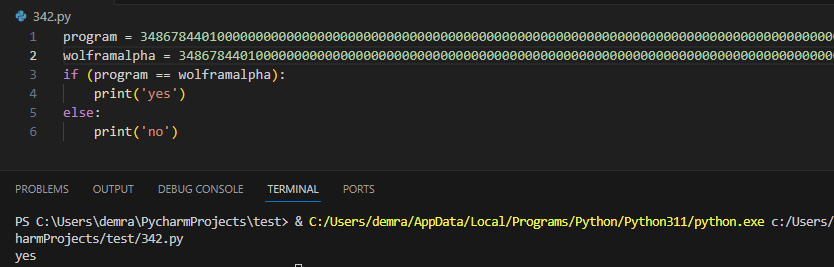 342.py
1 program = 348678440100000000000000000000000000000000000000000000000000000000000000000000000000000000
2 wolframalpha = 3486784401000000000000000000000000000000000000000000000000000000000000000000000000000
3 if (program == wolframalpha):
4 print('yes')
5 else:
6 print('no')
PROBLEMS OUTPUT DEBUG CONSOLE TERMINAL PORTS
PS C:\Users\demra\PycharmProjects\test> & C:/Users/demra/AppData/Local/Programs/Python/Python311/python.exe c:/Users/
harmProjects/test/342.py
yes